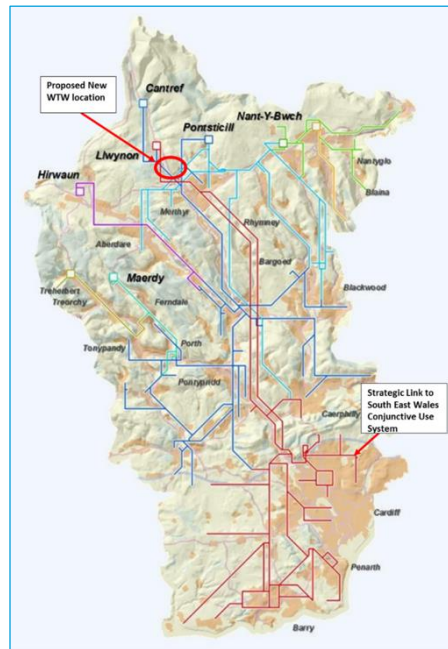 Proposed New
WTW location
Cantref
Pontsticill
Nant-Y-Bwch
Llwynon
Nantyglo
Blaina
Hirwaun
Merthyr
Rhymney
Aberdare
Bargoed
Maerdy
Blackwood
Treherbert
Treorchy
Ferndale
Tonypandy
Porth
Pontypridd
Caerphilly
Strategic Link to
South East Wales
Conjunctive Use
System
Cardiff
Penarth
Barry